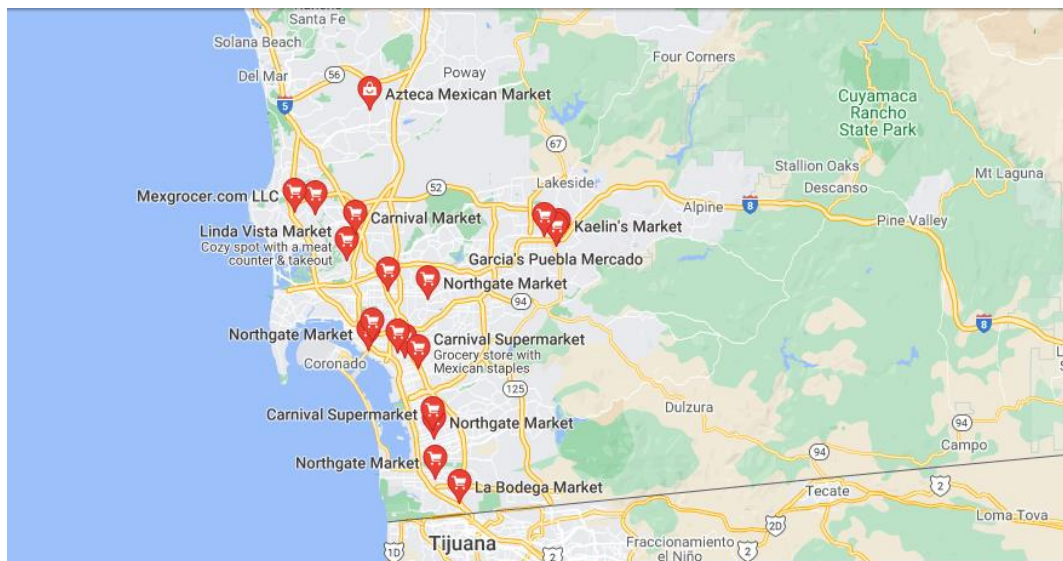 Santa Fe
Solana Beach
Del Mar
56
Poway
Four Corners
5
Azteca Mexican Market
Cuyamaca
Rancho
State Park
67
Stallion Oaks
Mt Laguna
Mexgrocer.com LLC
52
Lakeside
Descanso
8
Alpine
Pine Valley
Carnival Market
Linda Vista Market
Cozy spot with a meat
counter & takeout
Kaelin's Market
Garcia's Puebla Mercado
Northgate Market
94
8
Northgate Market
Carnival Supermarket
Grocery store with
Mexican staples
Coronado
125
Carnival Supermarket
Northgate Market
Dulzura
94
Campo
Northgate Market
94
La Bodega Market
Tecate
2
Loma Tova
Tijuana
2D
1D
2
Fraccionamiento
el Niño
2